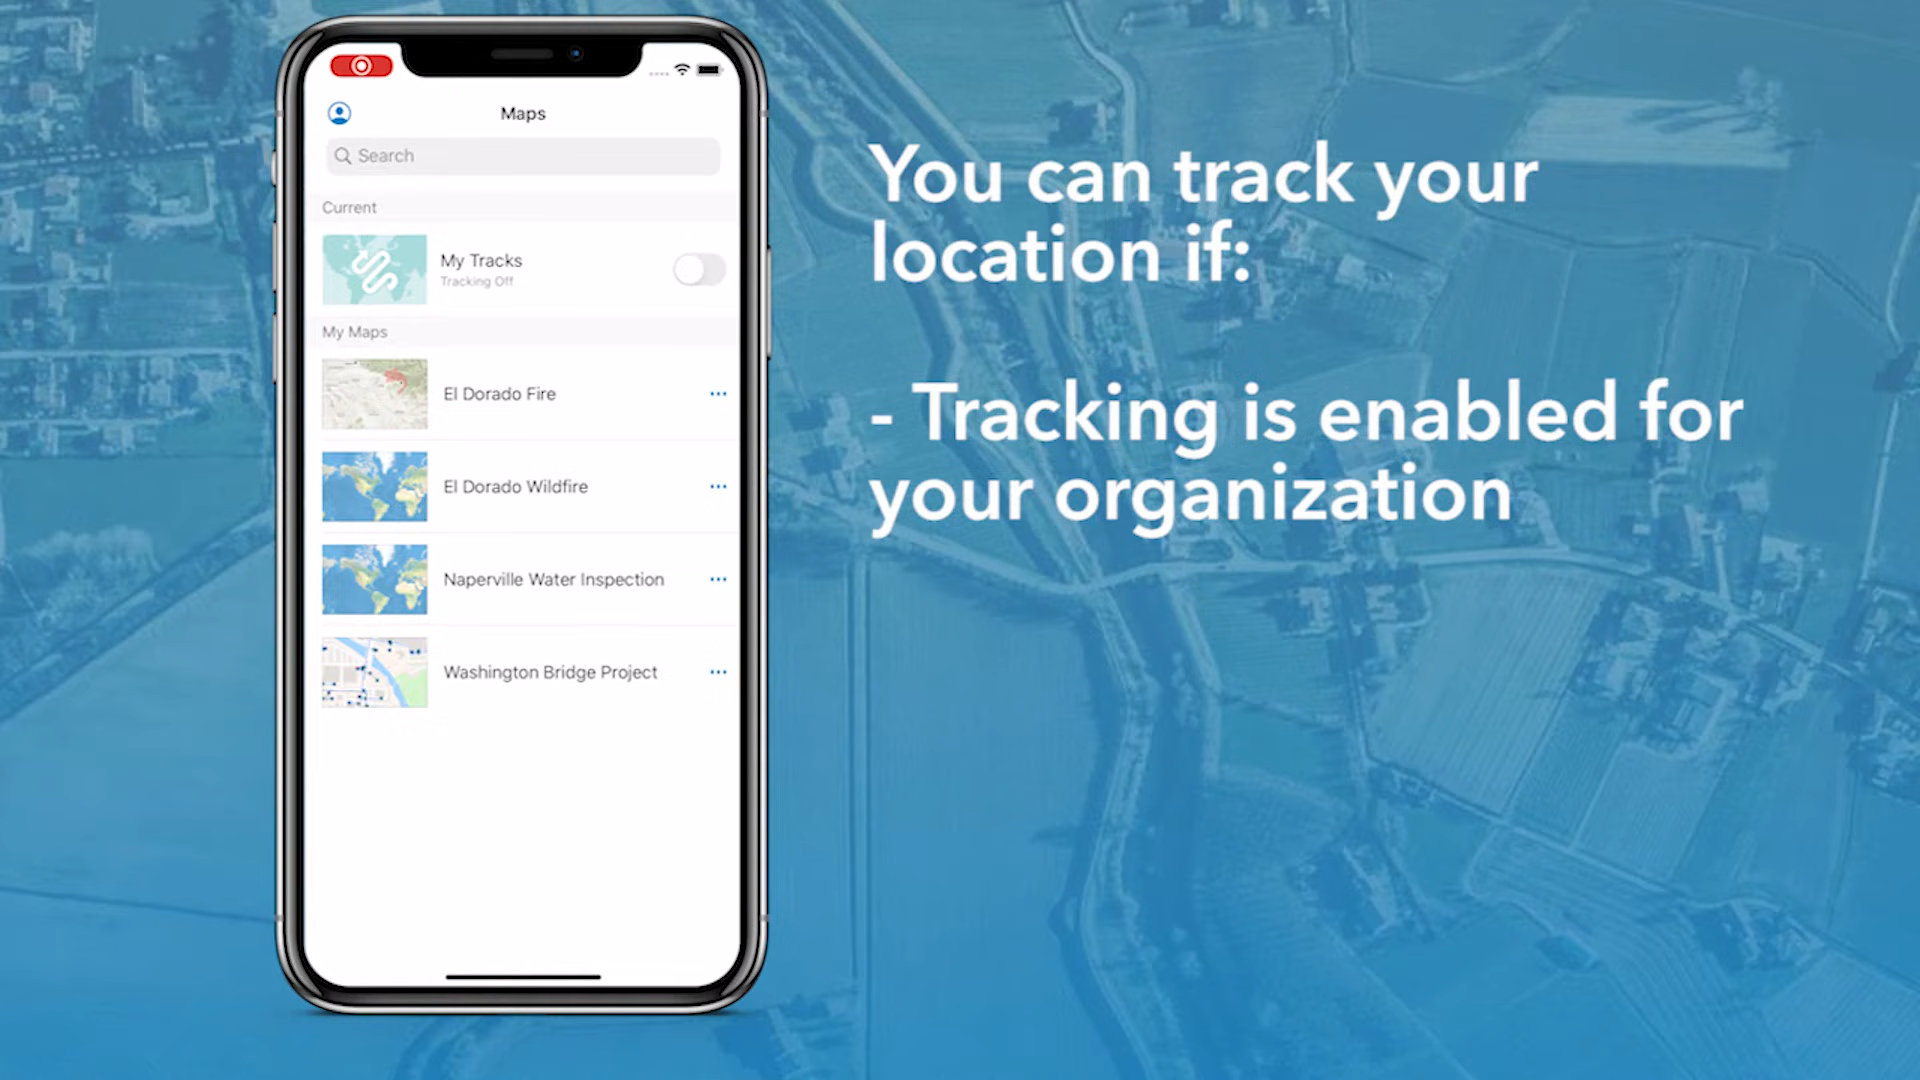 Maps
Search
Current
My Tracks
Tracking Off
My Maps
El Dorado Fire
El Dorado Wildfire
Naperville Water Inspection
Washington Bridge Project
You can track your
location if:
- Tracking is enabled for
your organization